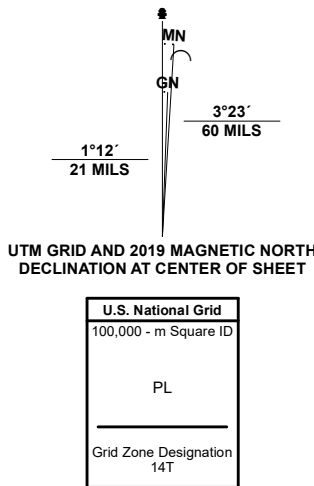 MN
GN
3°23´
60 MILS
1°12´
21 MILS
UTM GRID AND 2019 MAGNETIC NORTH
DECLINATION AT CENTER OF SHEET
U.S. National Grid
100,000 - m Square ID
PL
Grid Zone Designation
14T